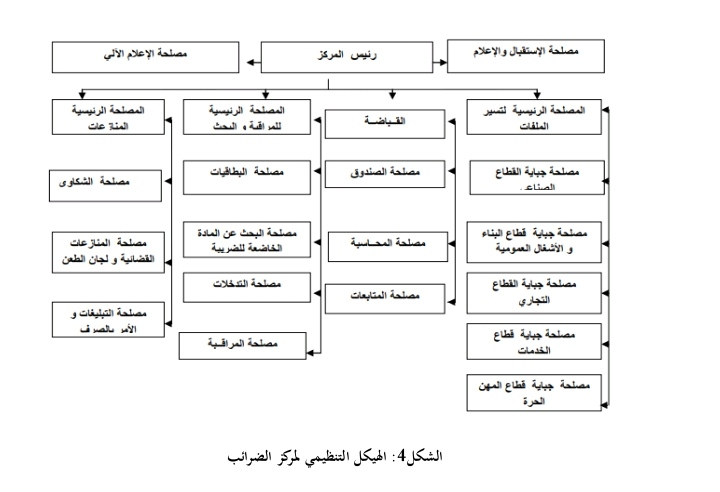 مصلحة الإستقبال والإعلام
رئيس المركز
مصلحة الإعلام الآلي
المصلحة الرئيسية لتسير
الملفات
القباضة
المصلحة الرئيسية
للمراقبة و البحث
المصلحة الرئيسية
المنازعات
مصلحة جباية القطاع
الصناعي
مصلحة الصندوق
مصلحة البطاقيات
مصلحة الشكاوى
مصلحة جباية قطاع البناء
و الأشغال العمومية
مصلحة المحاسبة
مصلحة البحث عن المادة
الخاضعة للضريبة
مصلحة المنازعات
القضائية و لجان الطعن
مصلحة جباية القطاع
التجاري
مصلحة المتابعات
مصلحة التدخلات
مصلحة التبليغات و
الأمر بالصرف
مصلحة جباية قطاع
الخدمات
مصلحة المراقبة
مصلحة جباية قطاع المهن
الحرة
الشكل4: الهيكل التنظيمي لمركز الضرائب